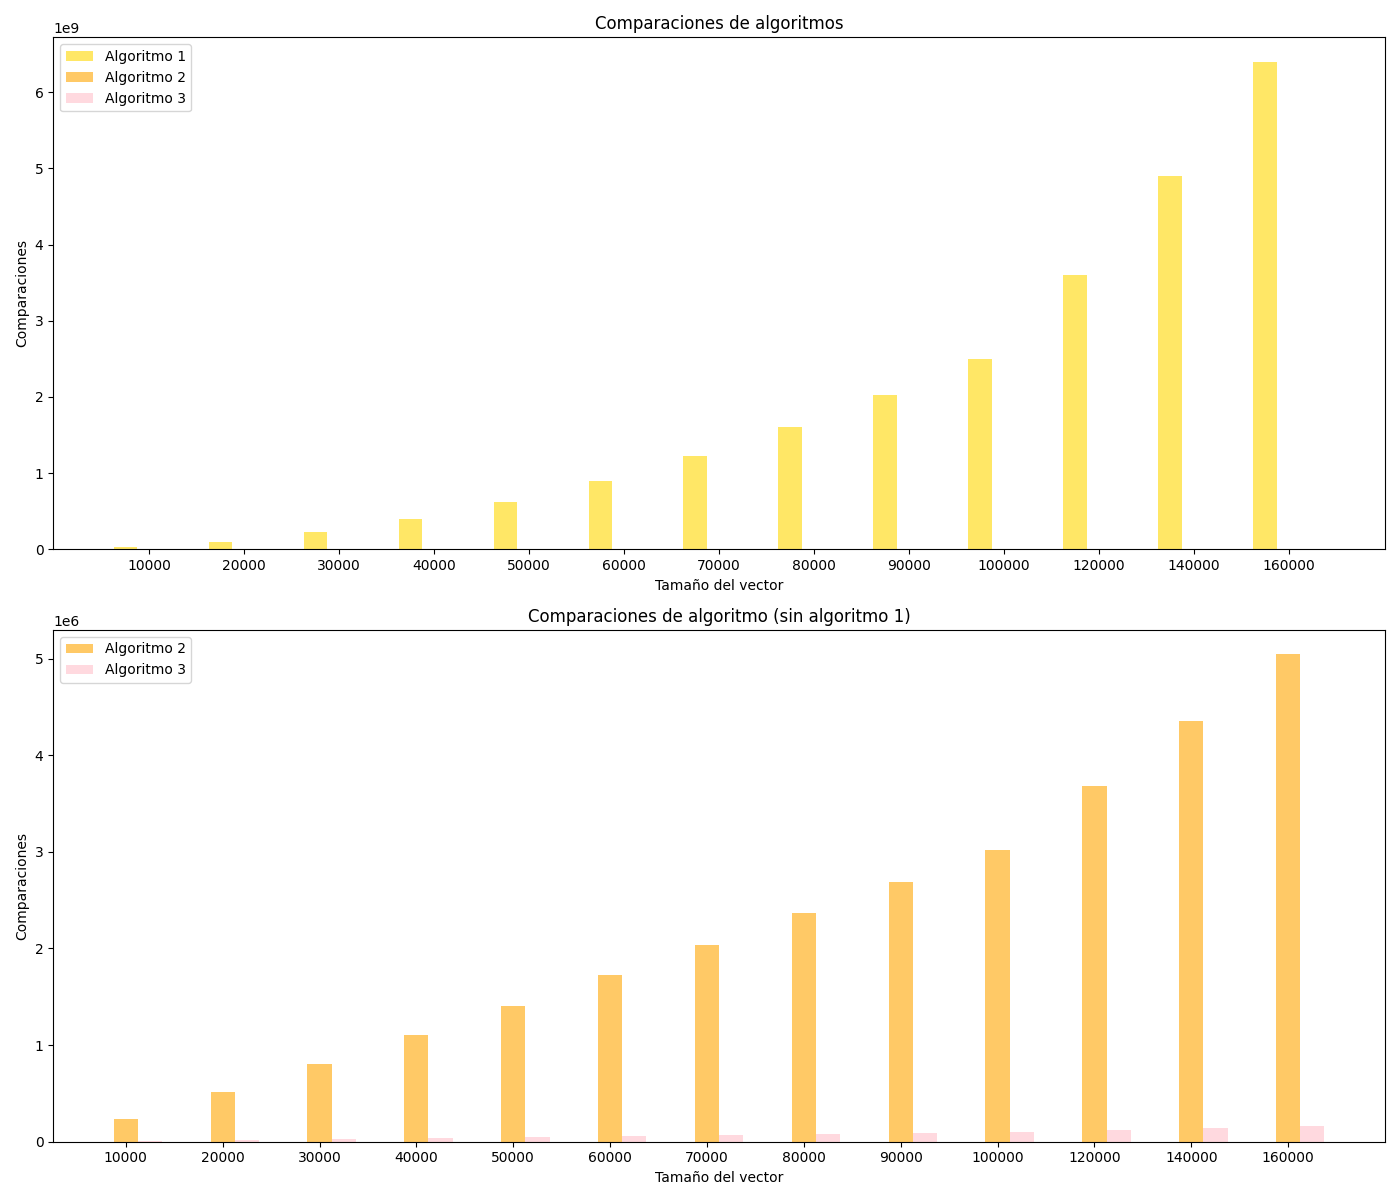 Comparaciones de algoritmos
1e9
Algoritmo 1
Algoritmo 2
Algoritmo 3
Comparaciones
6
5
4
3
2
1
0
10000 20000 30000 40000 50000 60000 70000 80000 90000 100000 120000 140000 160000
Tamaño del vector
Comparaciones de algoritmo (sin algoritmo 1)
1e6
Algoritmo 2
Algoritmo 3
Comparaciones
5
4
3
2
1
0
10000 20000 30000 40000 50000 60000 70000 80000 90000 100000 120000 140000 160000
Tamaño del vector